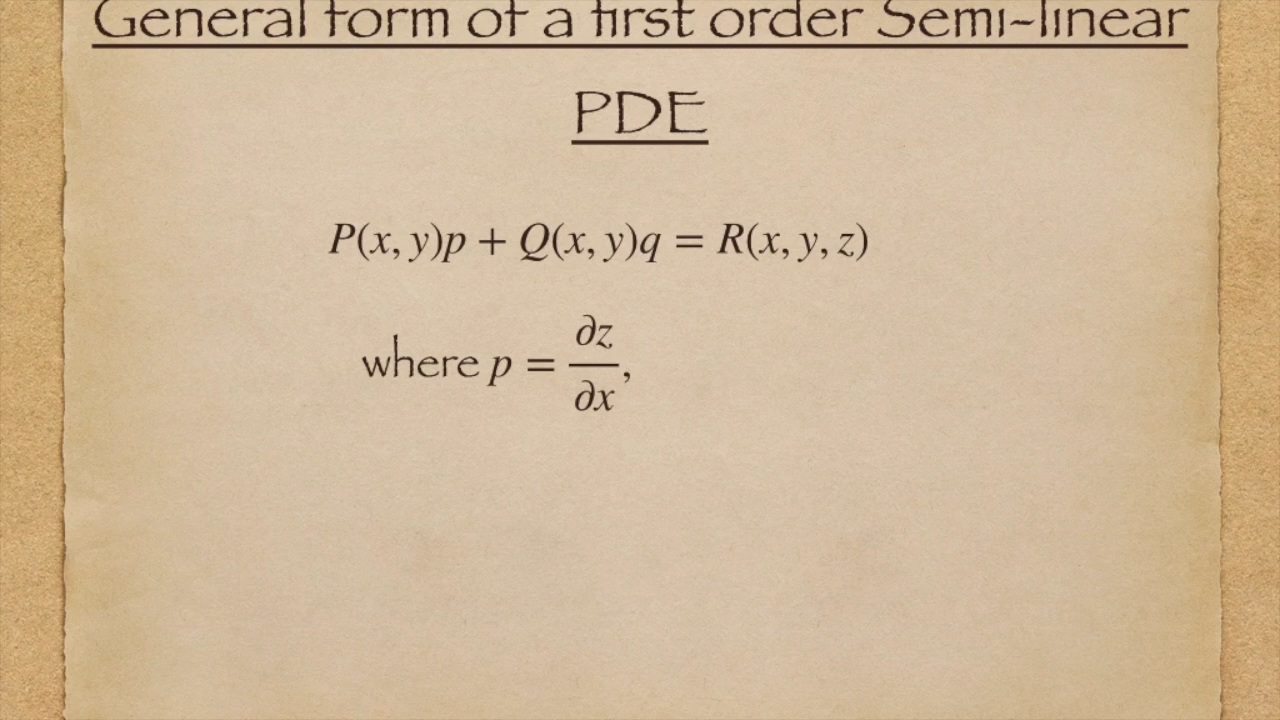 General form of a first order Semi-linear
PDE
P(x, y)p + Q(x, y)q = R(x, y, z)
where p = ∂z/∂x,